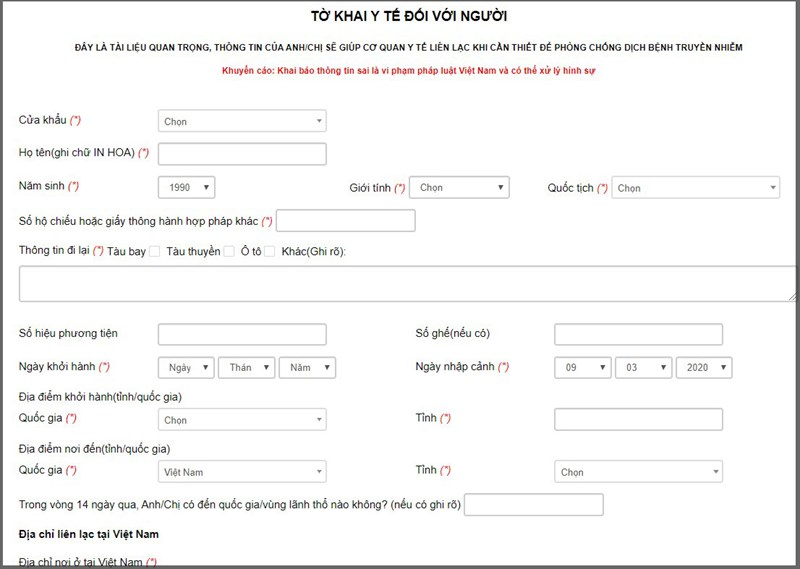 TỜ KHAI Y TẾ ĐỐI VỚI NGƯỜI
ĐÂY LÀ TÀI LIỆU QUAN TRỌNG, THÔNG TIN CỦA ANH/CHỊ SẼ GIÚP CƠ QUAN Y TẾ LIÊN LẠC KHI CẦN THIẾT ĐỂ PHÒNG CHỐNG DỊCH BỆNH TRUYỀN NHIỄM
Khuyến cáo: Khai báo thông tin sai là vi phạm pháp luật Việt Nam và có thể xử lý hình sự
Cửa khẩu (*) Chọn
Họ tên(ghi chữ IN HOA) (*)
Năm sinh (*) 1990 Giới tính (*) Chọn Quốc tịch (*) Chọn
Số hộ chiếu hoặc giấy thông hành hợp pháp khác (*)
Thông tin đi lại (*) Tàu bay Tàu thuyền Ô tô Khác(Ghi rõ):
Số hiệu phương tiện Số ghế(nếu có)
Ngày khởi hành (*) Ngày Thán Năm Ngày nhập cảnh (*) 09 03 2020
Địa điểm khởi hành(tỉnh/quốc gia)
Quốc gia (*) Chọn Tỉnh (*)
Địa điểm nơi đến(tỉnh/quốc gia)
Quốc gia (*) Việt Nam Tỉnh (*) Chọn
Trong vòng 14 ngày qua, Anh/Chị có đến quốc gia/vùng lãnh thổ nào không? (nếu có ghi rõ)
Địa chỉ liên lạc tại Việt Nam
Địa chỉ nơi ở tại Việt Nam (*)